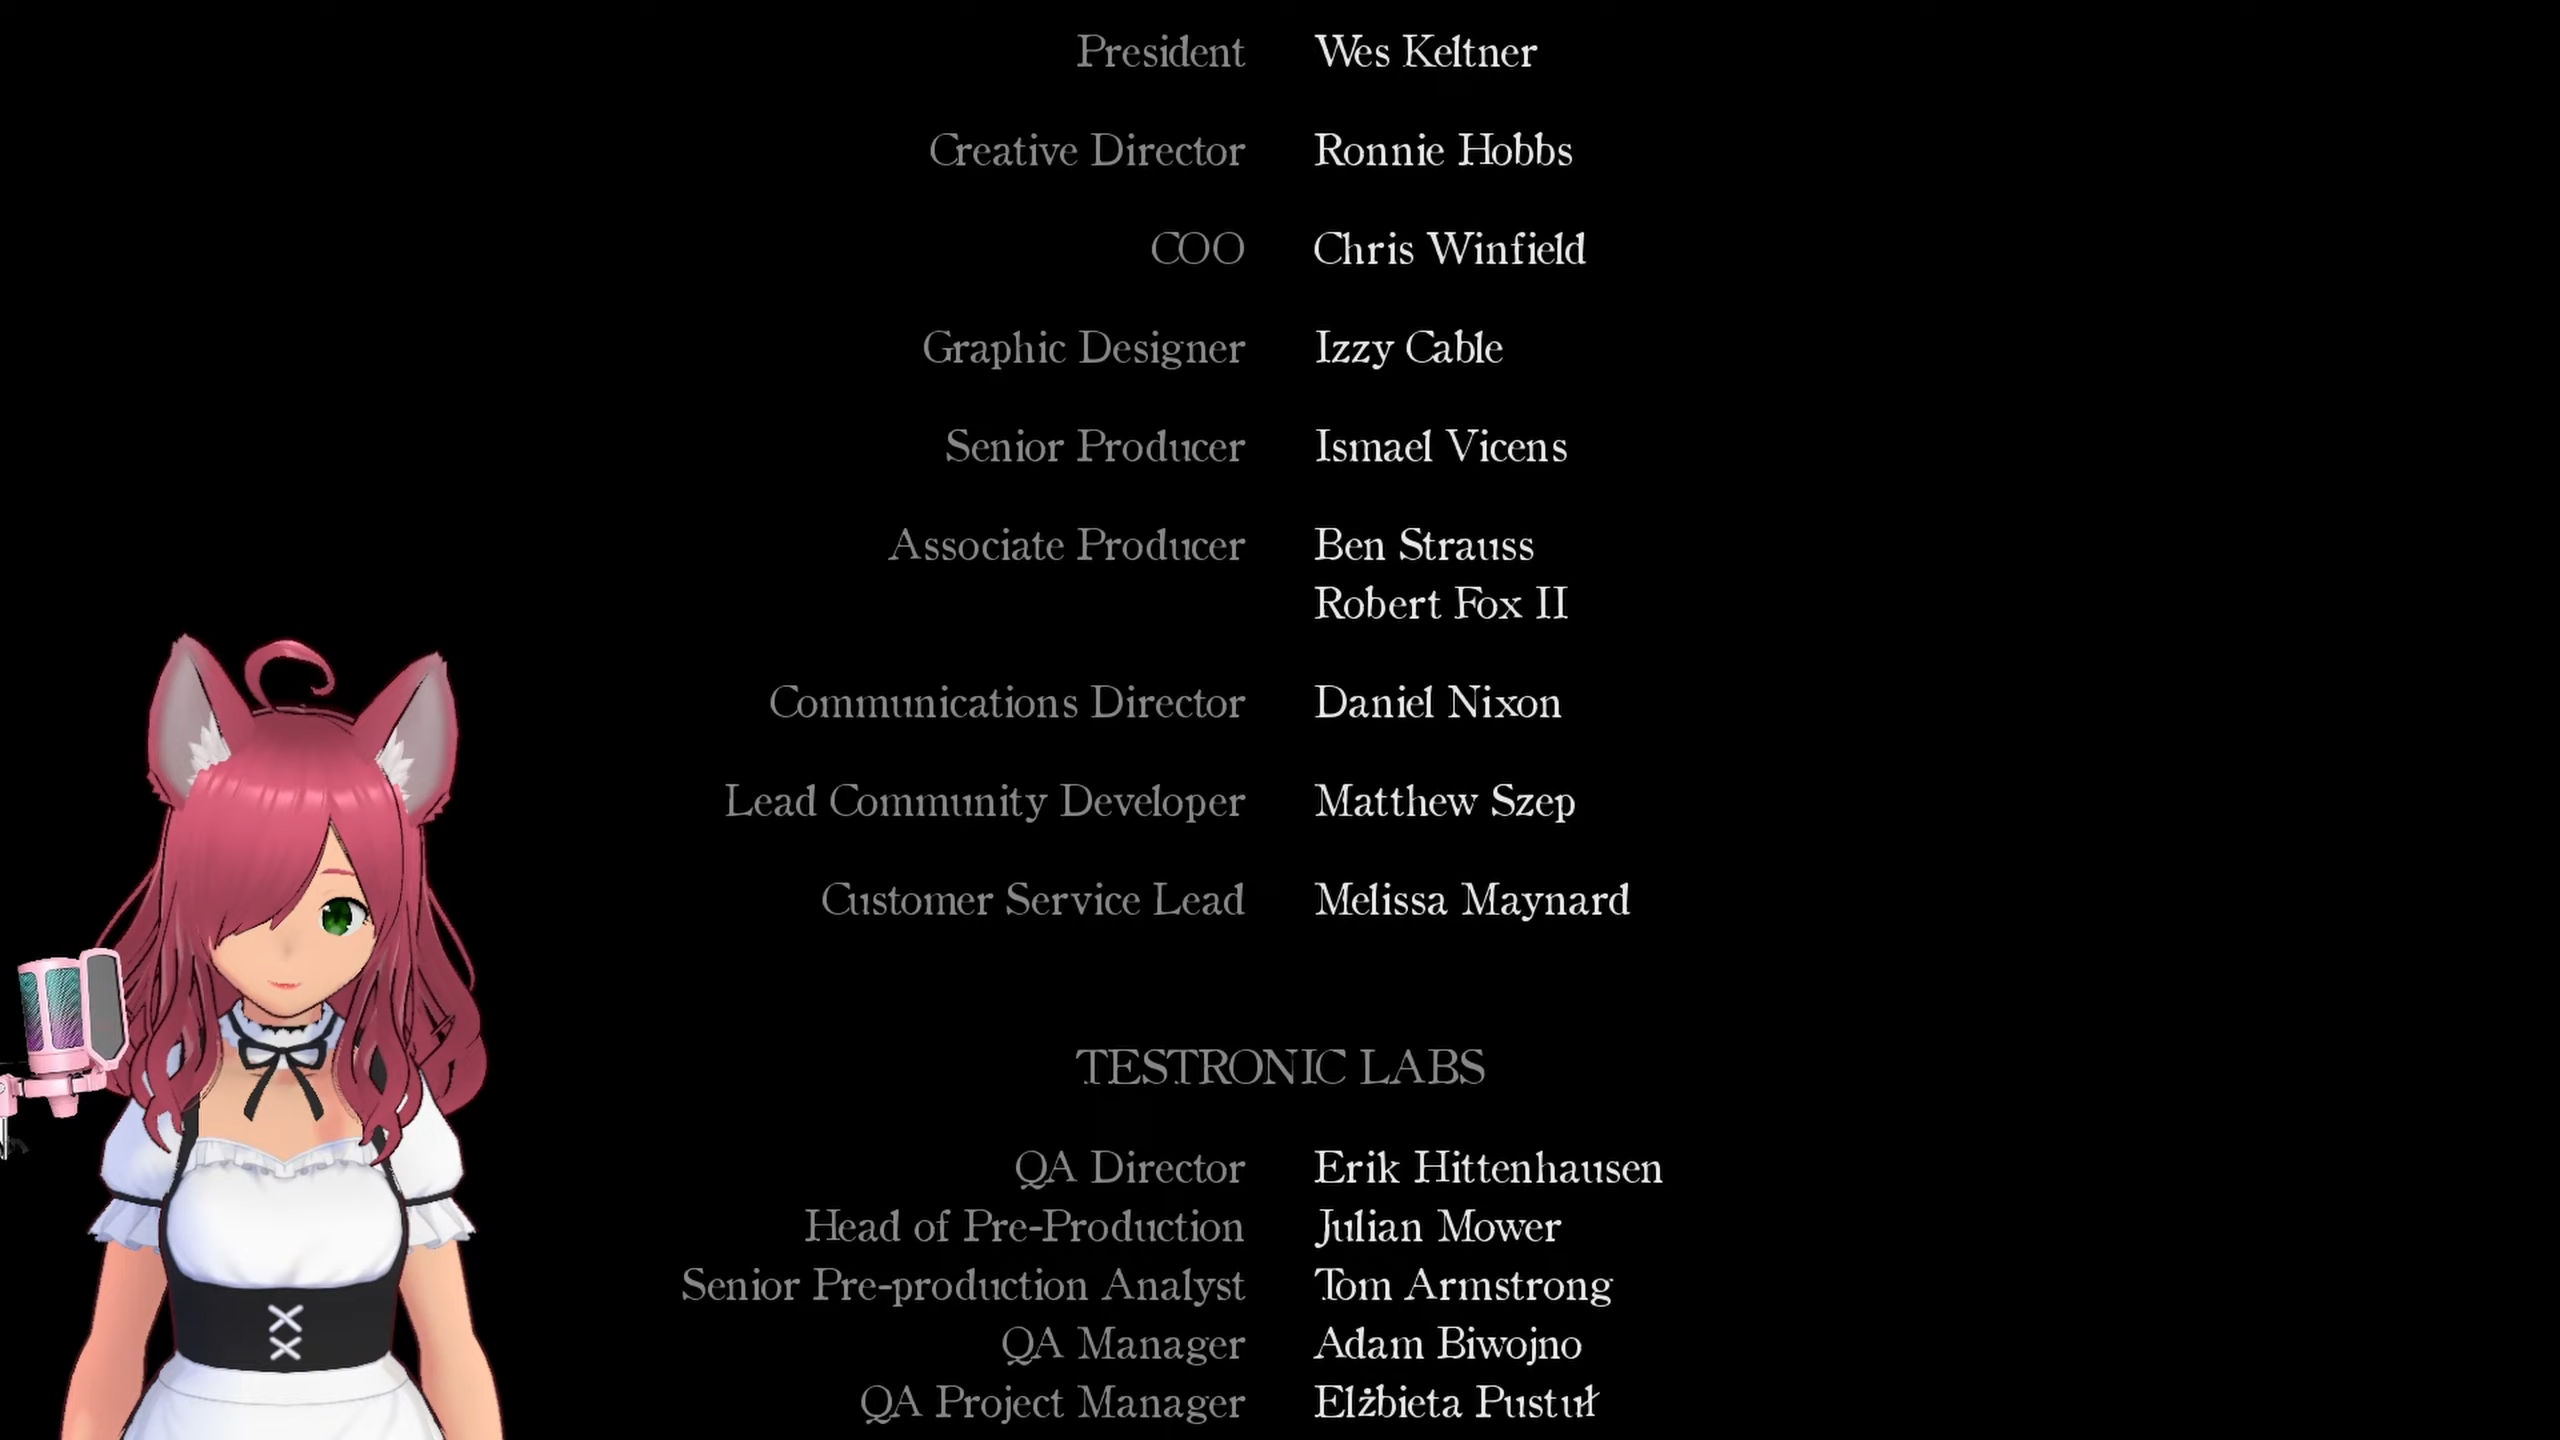 President Wes Keltner
Creative Director Ronnie Hobbs
COO Chris Winfield
Graphic Designer Izzy Cable
Senior Producer Ismael Vicens
Associate Producer Ben Strauss
Robert Fox II
Communications Director Daniel Nixon
Lead Community Developer Matthew Szep
Customer Service Lead Melissa Maynard
TESTRONIC LABS
QA Director Erik Hittenhausen
Head of Pre-Production Julian Mower
Senior Pre-production Analyst Tom Armstrong
QA Manager Adam Biwojno
QA Project Manager Elżbieta Pustuł